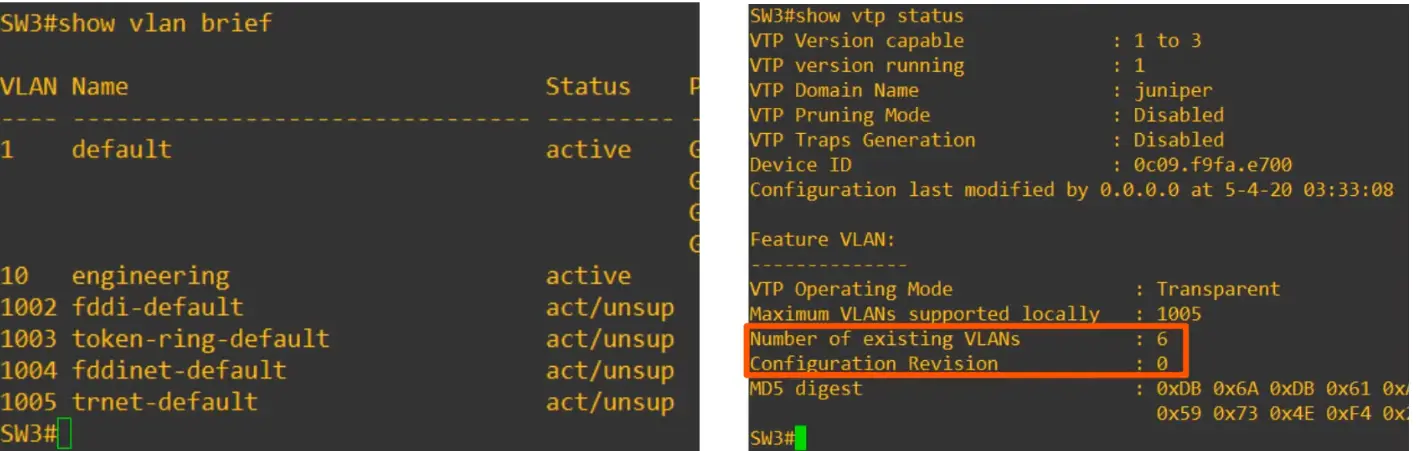 SW3#show vlan brief
VLAN Name Status
---- -------------------------------- ---------
1 default active
10 engineering active
1002 fddi-default act/unsup
1003 token-ring-default act/unsup
1004 fddinet-default act/unsup
1005 trnet-default act/unsup
SW3#
SW3#show vtp status
VTP Version capable : 1 to 3
VTP version running : 1
VTP Domain Name : juniper
VTP Pruning Mode : Disabled
VTP Traps Generation : Disabled
Device ID : 0c09.f9fa.e700
Configuration last modified by 0.0.0.0 at 5-4-20 03:33:08
Feature VLAN:
--------------
VTP Operating Mode : Transparent
Maximum VLANs supported locally : 1005
Number of existing VLANs : 6
Configuration Revision : 0
MD5 digest : 0xDB 0x6A 0xDB 0x61
0x59 0x73 0x4E 0xF4
SW3#